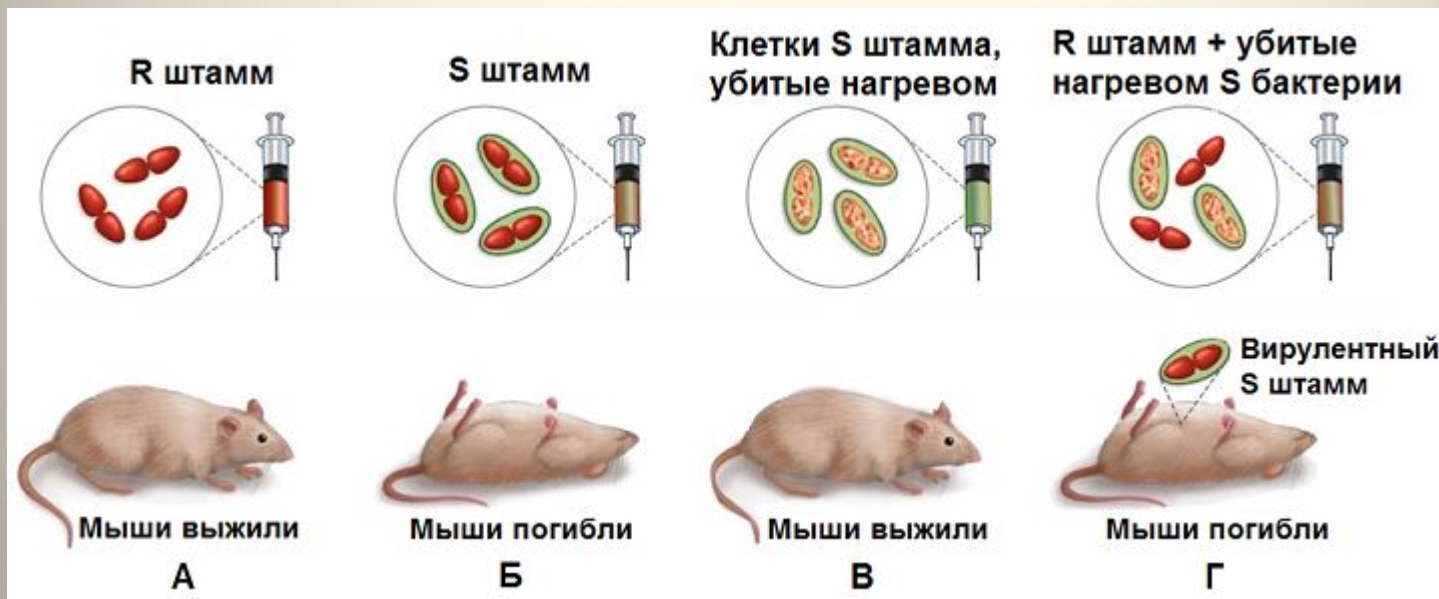 R штамм
S штамм
Клетки S штамма,
убитые нагревом
R штамм + убитые
нагревом S бактерии
Вирулентный
S штамм
Мыши выжили
Мыши погибли
Мыши выжили
Мыши погибли
А
Б
В
Г